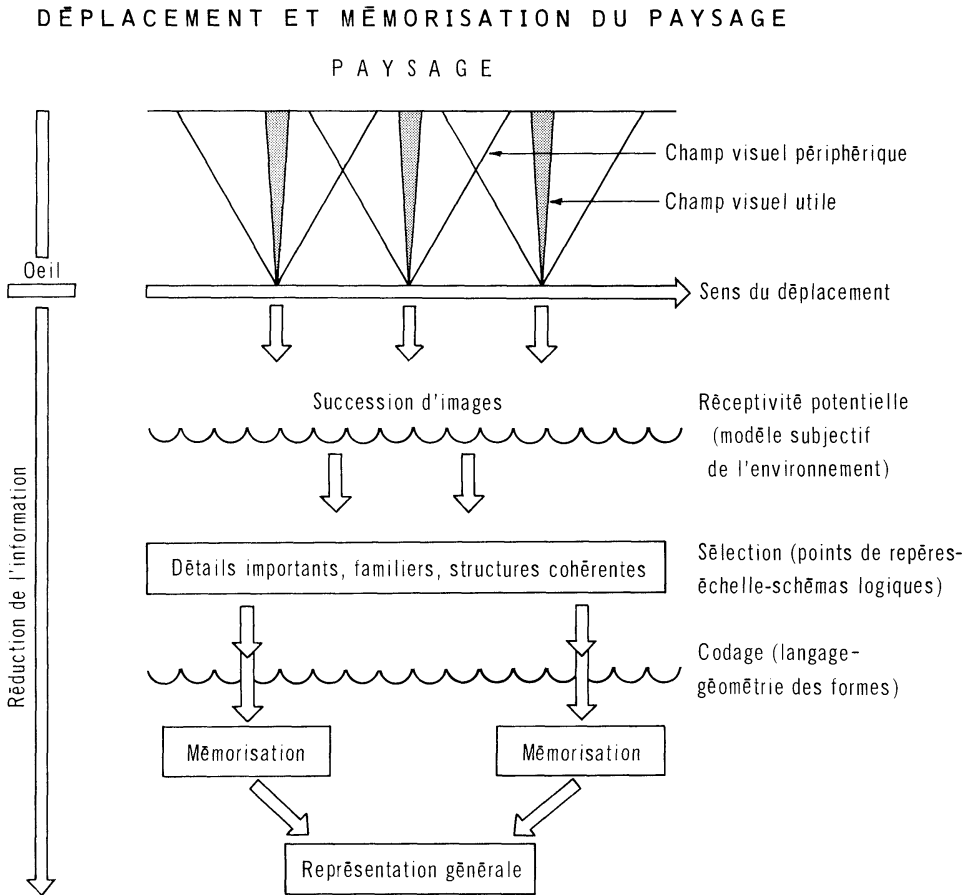 DÉPLACEMENT ET MÉMORISATION DU PAYSAGE
PAYSAGE
Champ visuel périphérique
Champ visuel utile
Oeil
Sens du déplacement
Succession d'images
Réceptivité potentielle
(modèle subjectif
de l'environnement)
Réduction de l'information
Détails importants, familiers, structures cohérentes
Sélection (points de repéres-
échelle-schémas logiques)
Codage (langage-
géométrie des formes)
Mémorisation
Mémorisation
Représentation générale